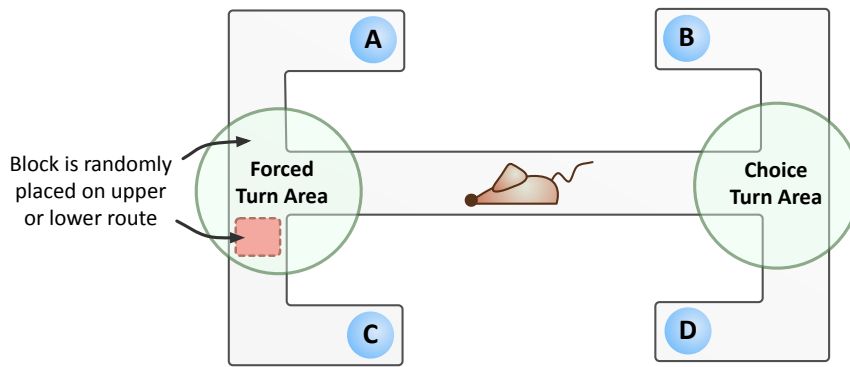 A
B
Block is randomly
placed on upper
or lower route
Forced
Turn Area
Choice
Turn Area
C
D